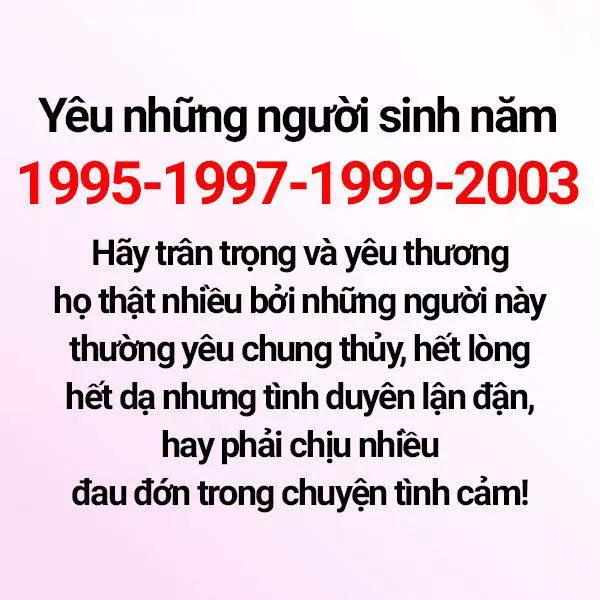 Yêu những người sinh năm
1995-1997-1999-2003
Hãy trân trọng và yêu thương
họ thật nhiều bởi những người này
thường yêu chung thủy, hết lòng
hết dạ nhưng tình duyên lận đận,
hay phải chịu nhiều
đau đớn trong chuyện tình cảm!